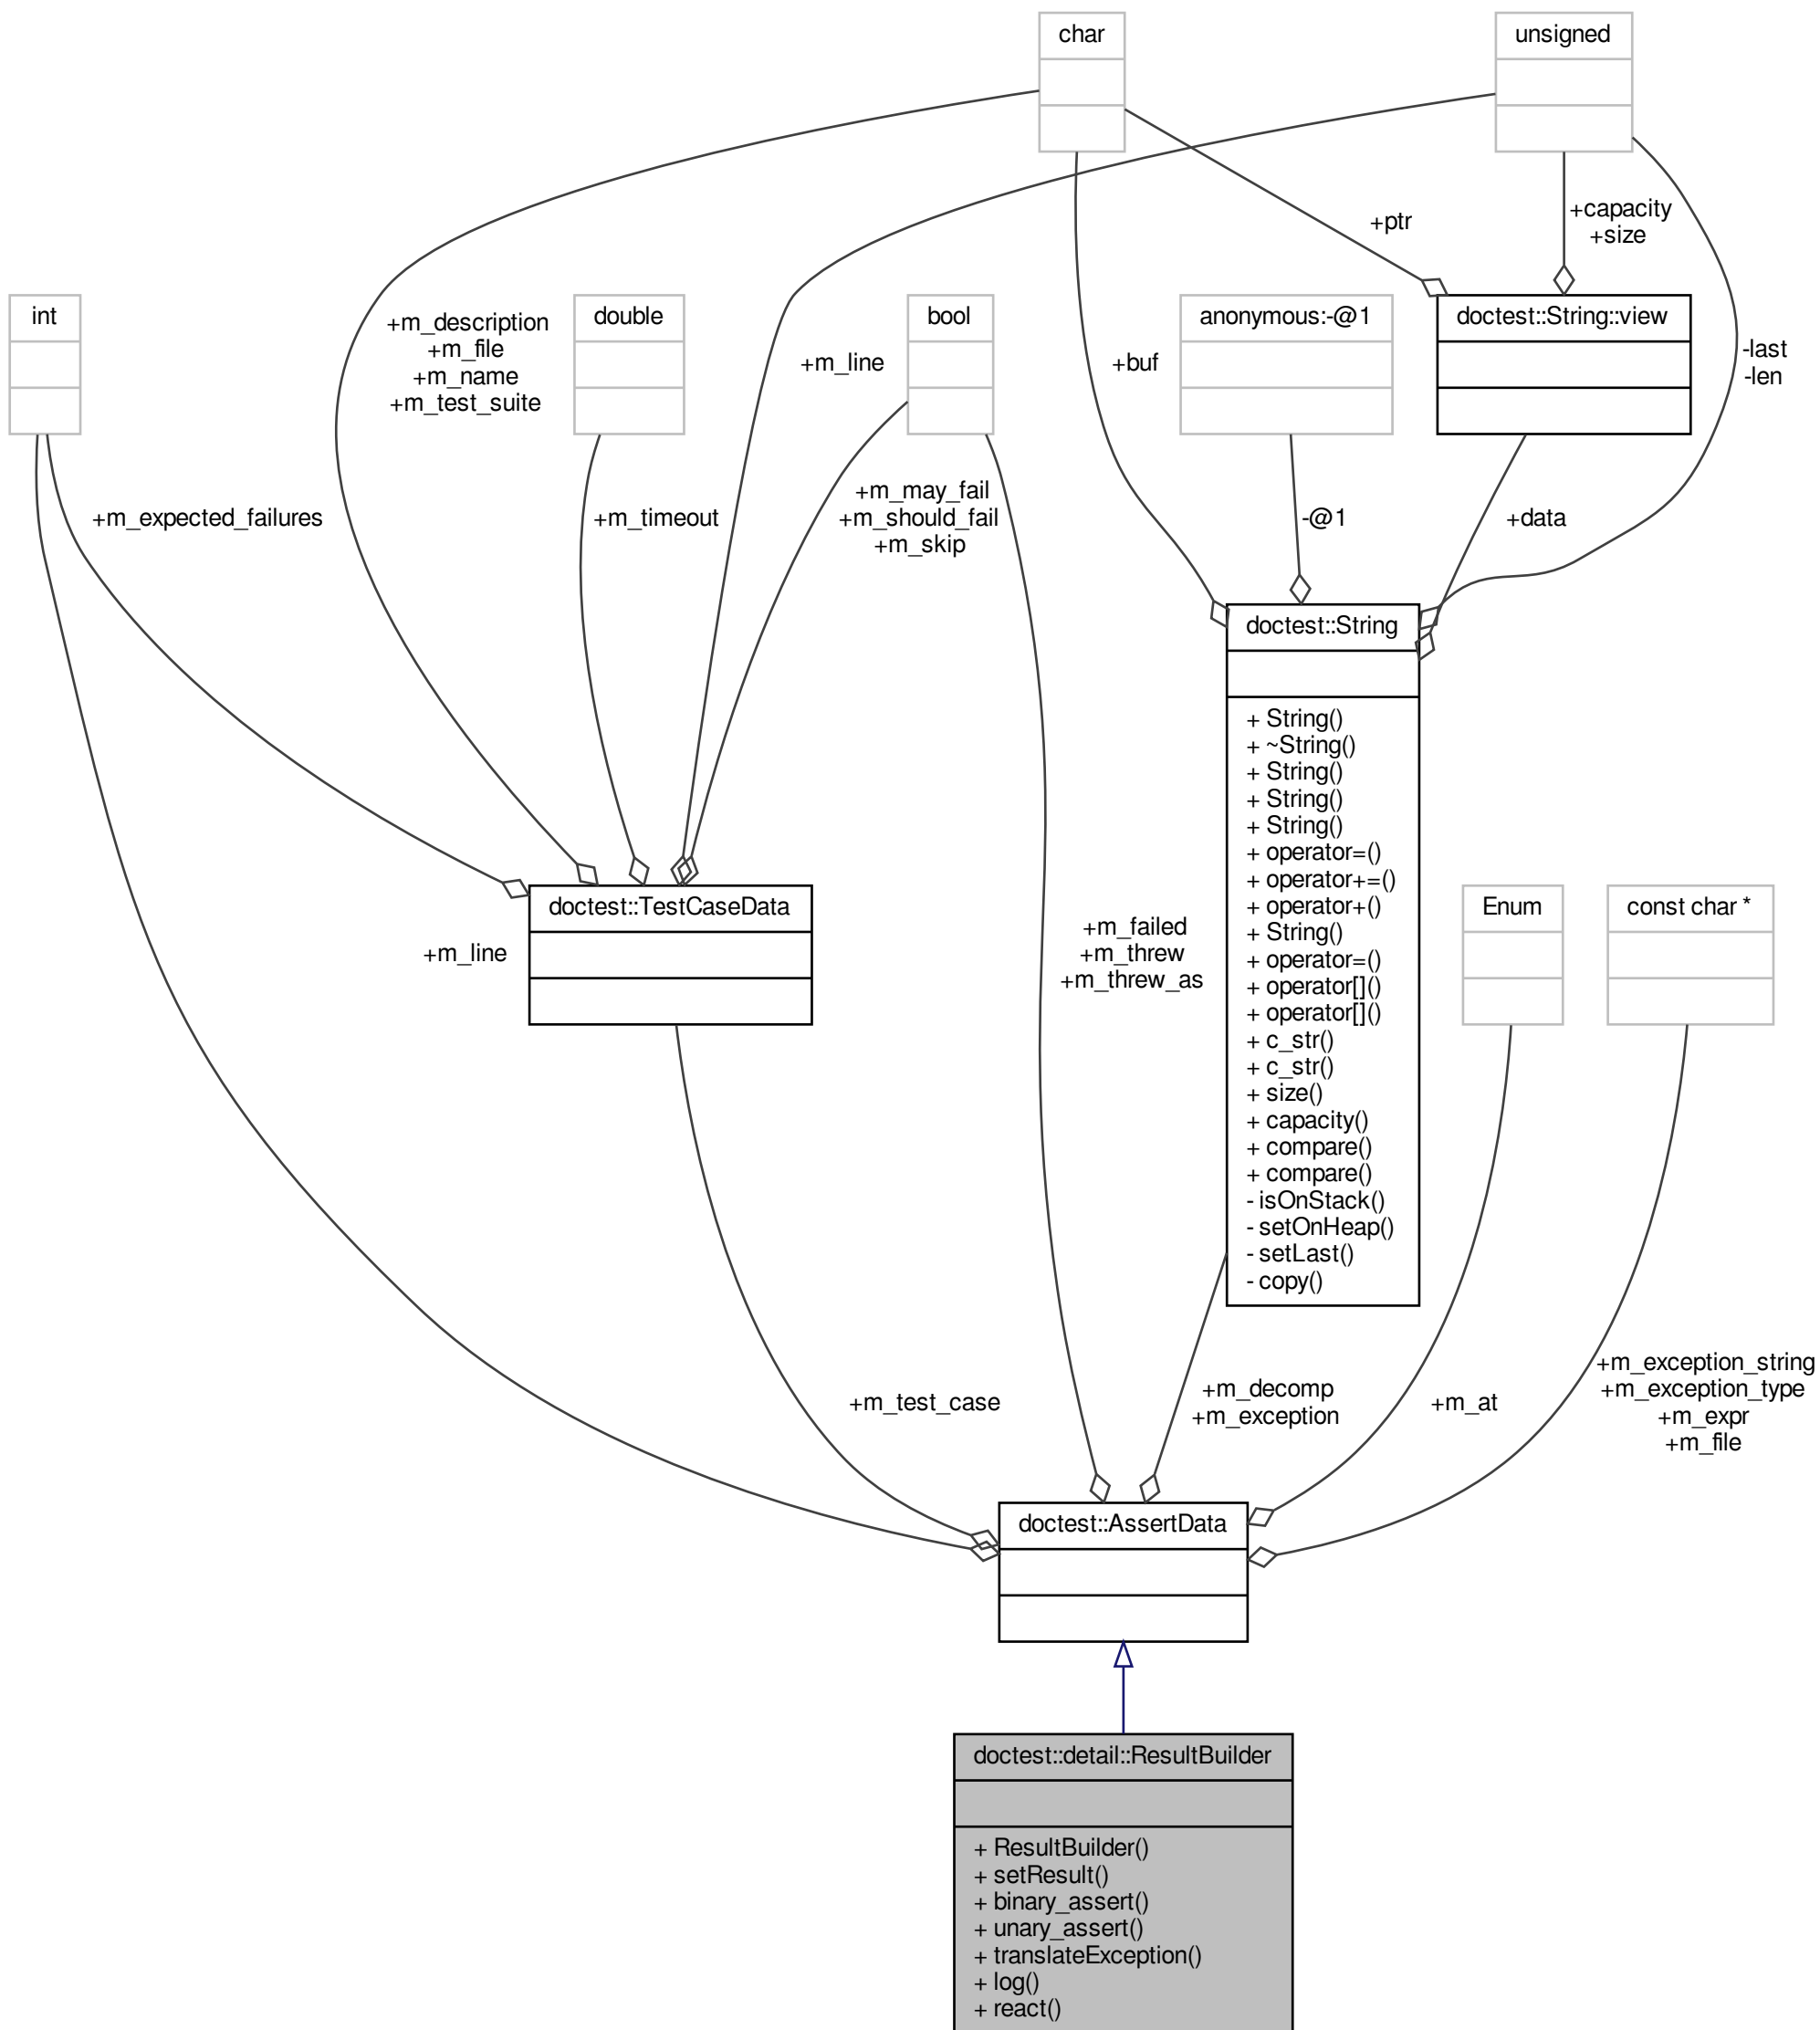 char
unsigned
+ptr
+capacity
+size
int
double
bool
anonymous:-@1
doctest::String::view
+m_description
+m_file
+m_name
+m_test_suite
+m_line
+buf
-last
-len
+m_expected_failures
+m_timeout
+m_may_fail
+m_should_fail
+m_skip
-@1
+data
doctest::String
+ String()
+ ~String()
+ String()
+ String()
+ String()
+ operator=()
+ operator+=()
+ operator+()
+ String()
+ operator=()
+ operator[]()
+ operator[]()
+ c_str()
+ c_str()
+ size()
+ capacity()
+ compare()
+ compare()
- isOnStack()
- setOnHeap()
- setLast()
- copy()
doctest::TestCaseData
Enum
const char *
+m_line
+m_failed
+m_threw
+m_threw_as
+m_test_case
+m_decomp
+m_exception
+m_at
+m_exception_string
+m_exception_type
+m_expr
+m_file
doctest::AssertData
doctest::detail::ResultBuilder
+ ResultBuilder()
+ setResult()
+ binary_assert()
+ unary_assert()
+ translateException()
+ log()
+ react()